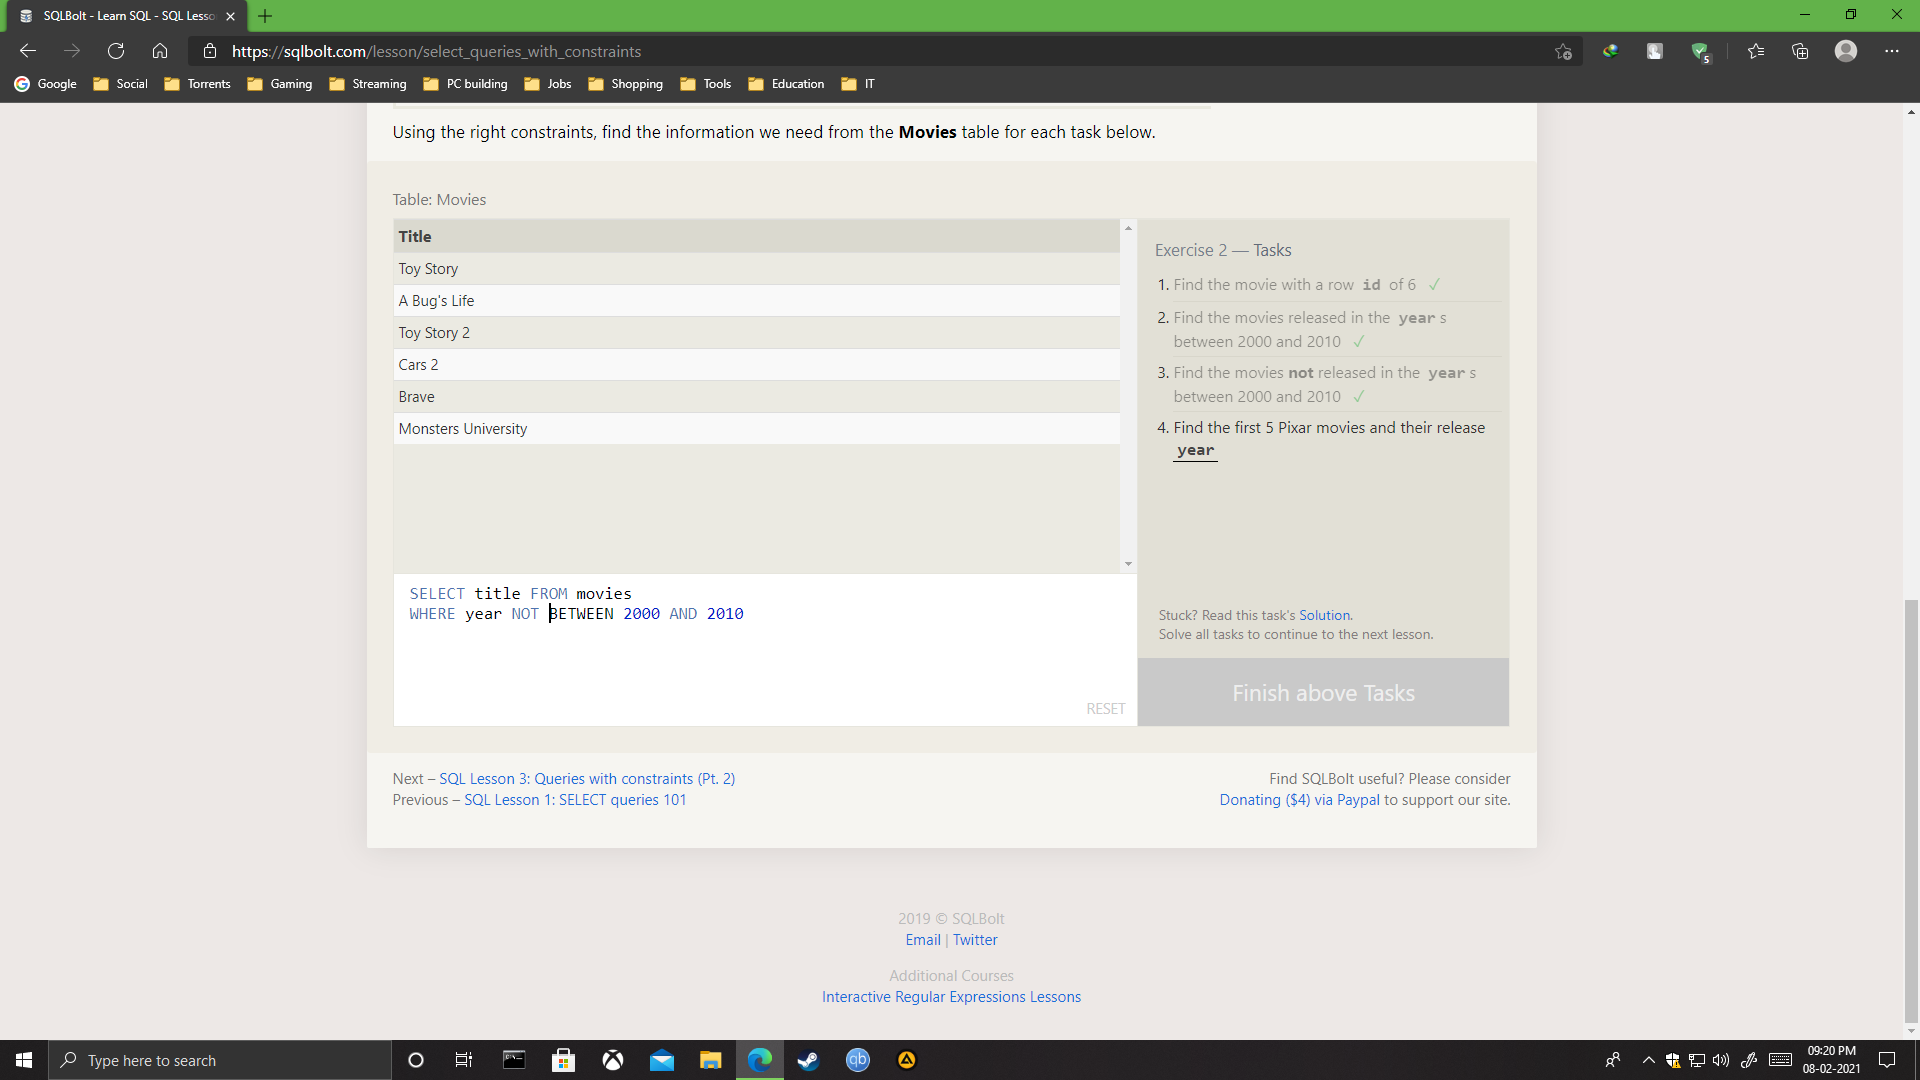 SQLBolt - Learn SQL - SQL Lesso
https://sqlbolt.com/lesson/select_queries_with_constraints
5
Google Social Torrents Gaming Streaming PC building Jobs Shopping Tools Education IT
Using the right constraints, find the information we need from the Movies table for each task below.
Table: Movies
Title
Toy Story
A Bug's Life
Toy Story 2
Cars 2
Brave
Monsters University
SELECT title FROM movies
WHERE year NOT BETWEEN 2000 AND 2010
RESET
Exercise 2 — Tasks
1. Find the movie with a row id of 6 ✓
2. Find the movies released in the year s
between 2000 and 2010 ✓
3. Find the movies not released in the year s
between 2000 and 2010 ✓
4. Find the first 5 Pixar movies and their release
year
Stuck? Read this task's Solution.
Solve all tasks to continue to the next lesson.
Finish above Tasks
Next – SQL Lesson 3: Queries with constraints (Pt. 2)
Previous – SQL Lesson 1: SELECT queries 101
Find SQLBolt useful? Please consider
Donating ($4) via Paypal to support our site.
2019 © SQLBolt
Email | Twitter
Additional Courses
Interactive Regular Expressions Lessons
Type here to search
qb
09:20 PM
08-02-2021